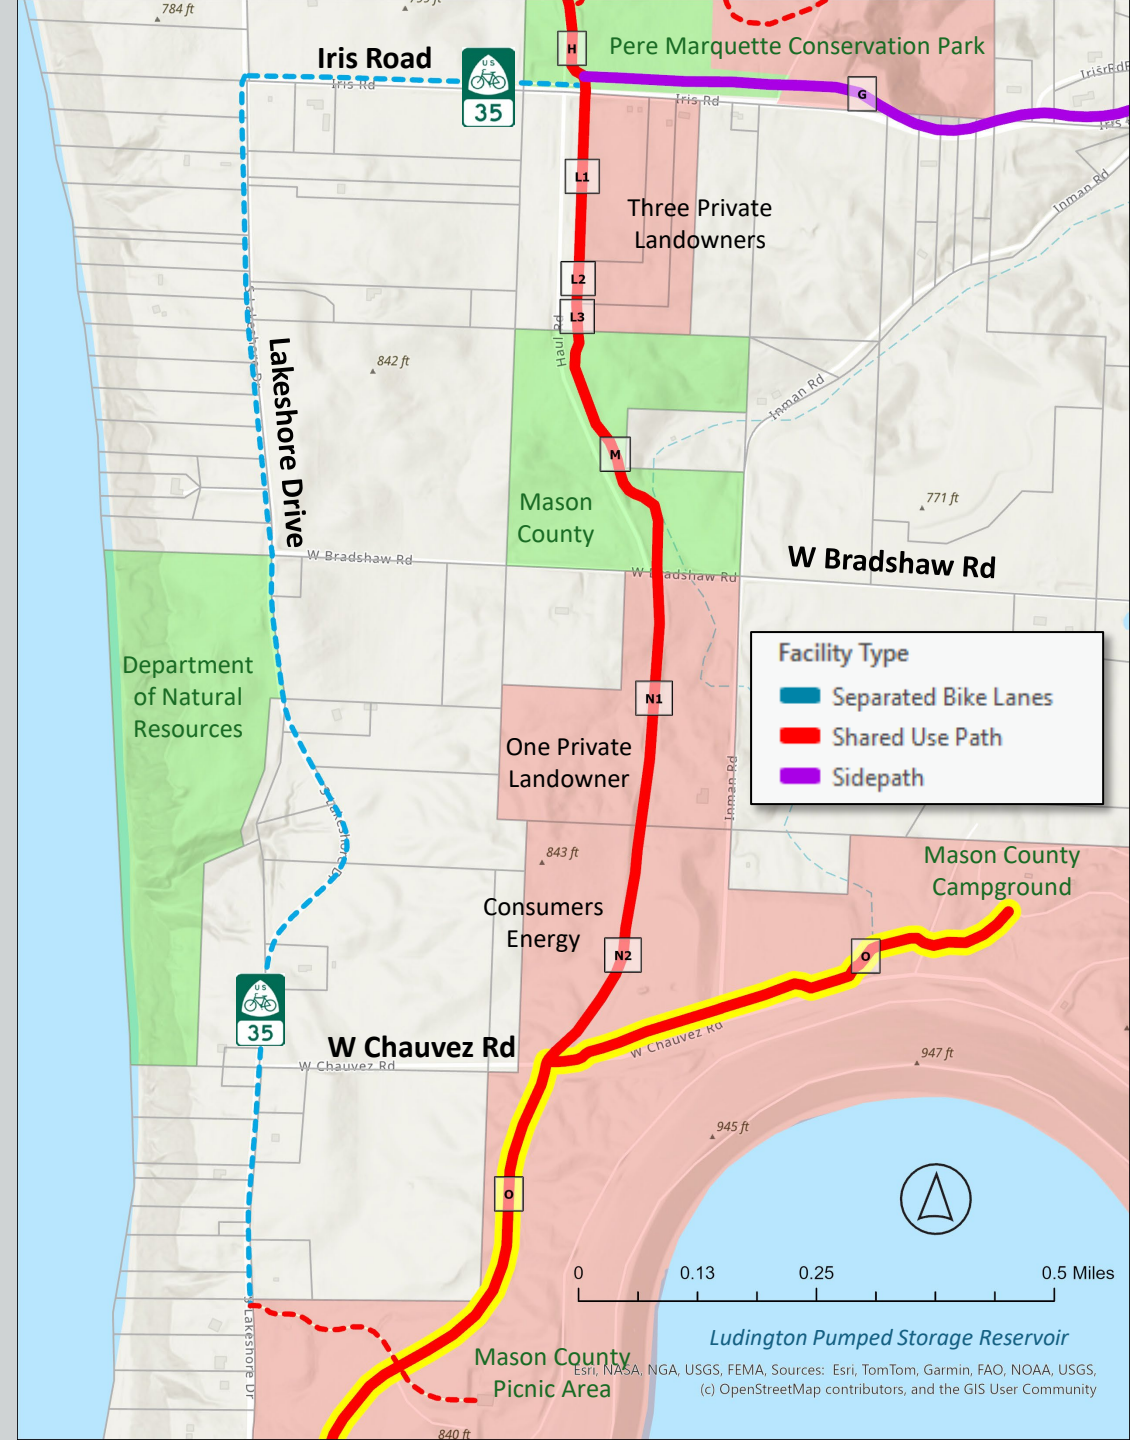 784 ft
H
Pere Marquette Conservation Park
Iris Road
US
35
Iris Rd
Iris Rd
G
Inman Rd
L1
Three Private
Landowners
L2
L3
Haul Rd
S Lakeshore Dr
Lakeshore Drive
842 ft
Inman Rd
M
Mason
County
771 ft
W Bradshaw Rd
W Bradshaw Rd
W Bradshaw Rd
Department
of Natural
Resources
Facility Type
Separated Bike Lanes
Shared Use Path
Sidepath
N1
One Private
Landowner
Inman Rd
S Lakeshore Dr
843 ft
Mason County
Campground
Consumers
Energy
N2
O
US
35
W Chauvez Rd
W Chauvez Rd
W Chauvez Rd
947 ft
945 ft
O
0
0.13
0.25
0.5 Miles
S Lakeshore Dr
Ludington Pumped Storage Reservoir
Mason County
Picnic Area
Esri, NASA, NGA, USGS, FEMA, Sources: Esri, TomTom, Garmin, FAO, NOAA, USGS,
(c) OpenStreetMap contributors, and the GIS User Community
840 ft